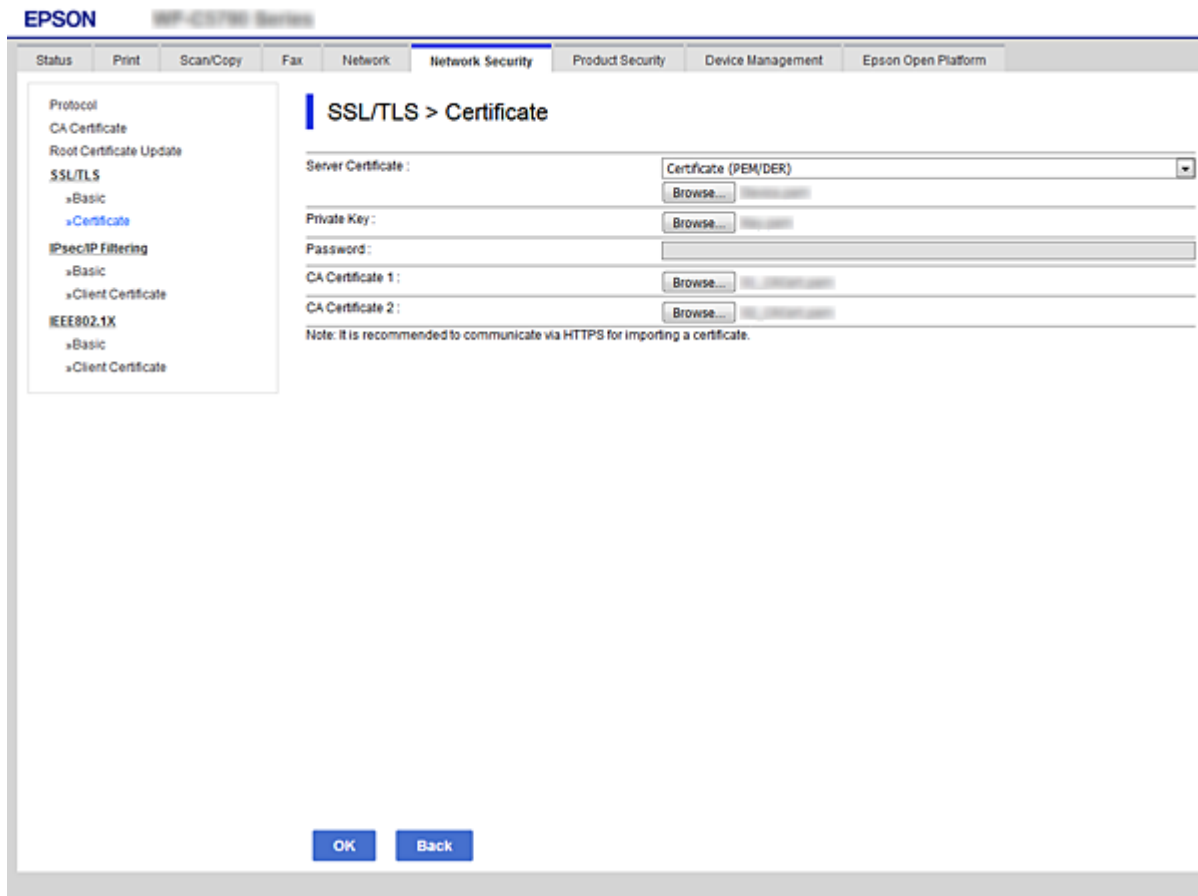 EPSON
Status Print Scan/Copy Fax Network Network Security Product Security Device Management Epson Open Platform
Protocol
CA Certificate
Root Certificate Update
SSL/TLS
»Basic
»Certificate
IPsec/IP Filtering
»Basic
»Client Certificate
IEEE802.1X
»Basic
»Client Certificate
SSL/TLS > Certificate
Server Certificate : Certificate (PEM/DER)
Browse...
Private Key : Browse...
Password :
CA Certificate 1 : Browse...
CA Certificate 2 : Browse...
Note: It is recommended to communicate via HTTPS for importing a certificate.
OK Back